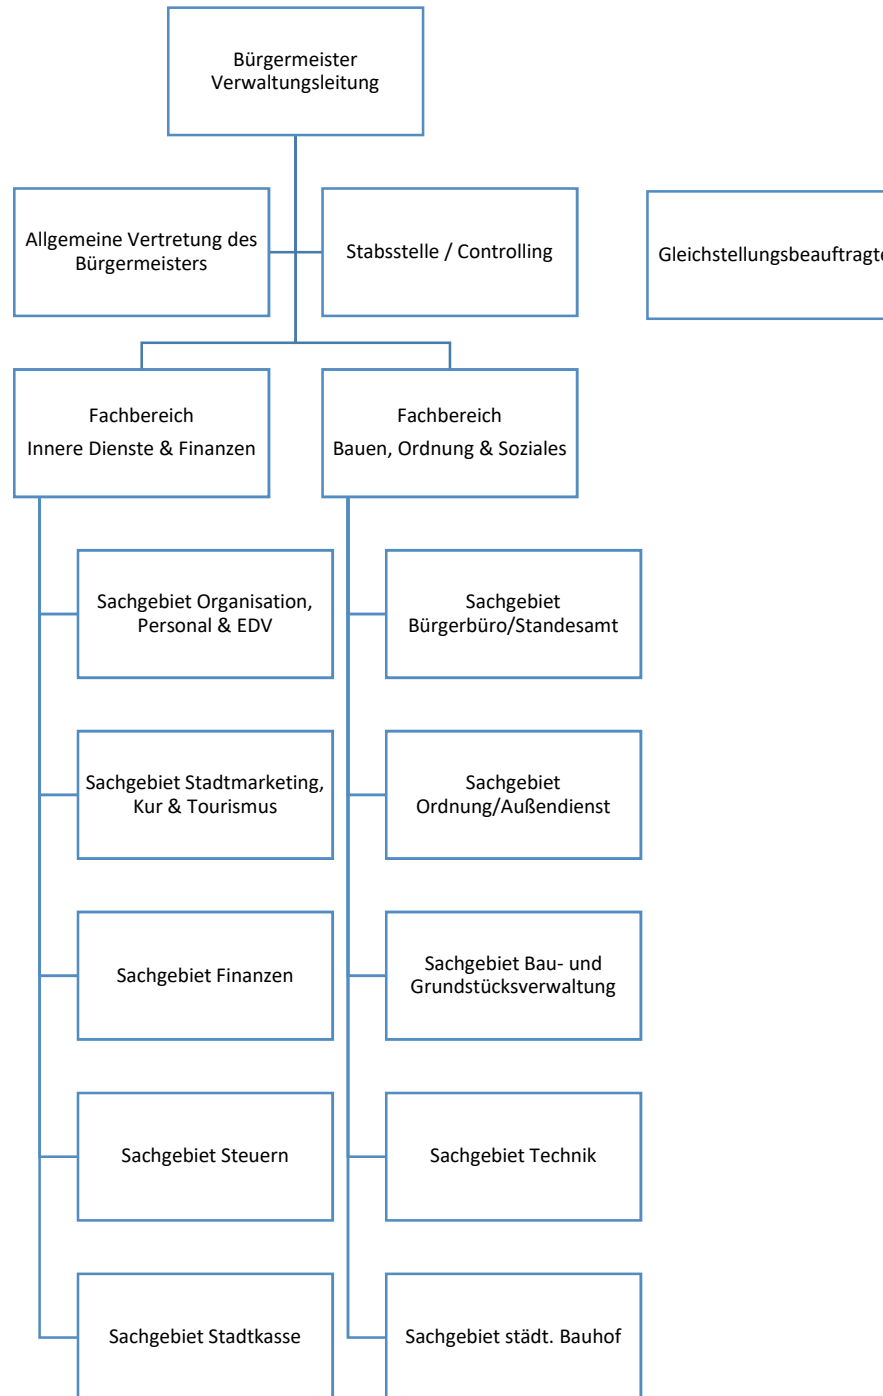 Bürgermeister
Verwaltungsleitung
Allgemeine Vertretung des
Bürgermeisters
Stabsstelle / Controlling
Gleichstellungsbeauftragte
Fachbereich
Innere Dienste & Finanzen
Fachbereich
Bauen, Ordnung & Soziales
Sachgebiet Organisation,
Personal & EDV
Sachgebiet
Bürgerbüro/Standesamt
Sachgebiet Stadtmarketing,
Kur & Tourismus
Sachgebiet
Ordnung/Außendienst
Sachgebiet Finanzen
Sachgebiet Bau- und
Grundstücksverwaltung
Sachgebiet Steuern
Sachgebiet Technik
Sachgebiet Stadtkasse
Sachgebiet städt. Bauhof